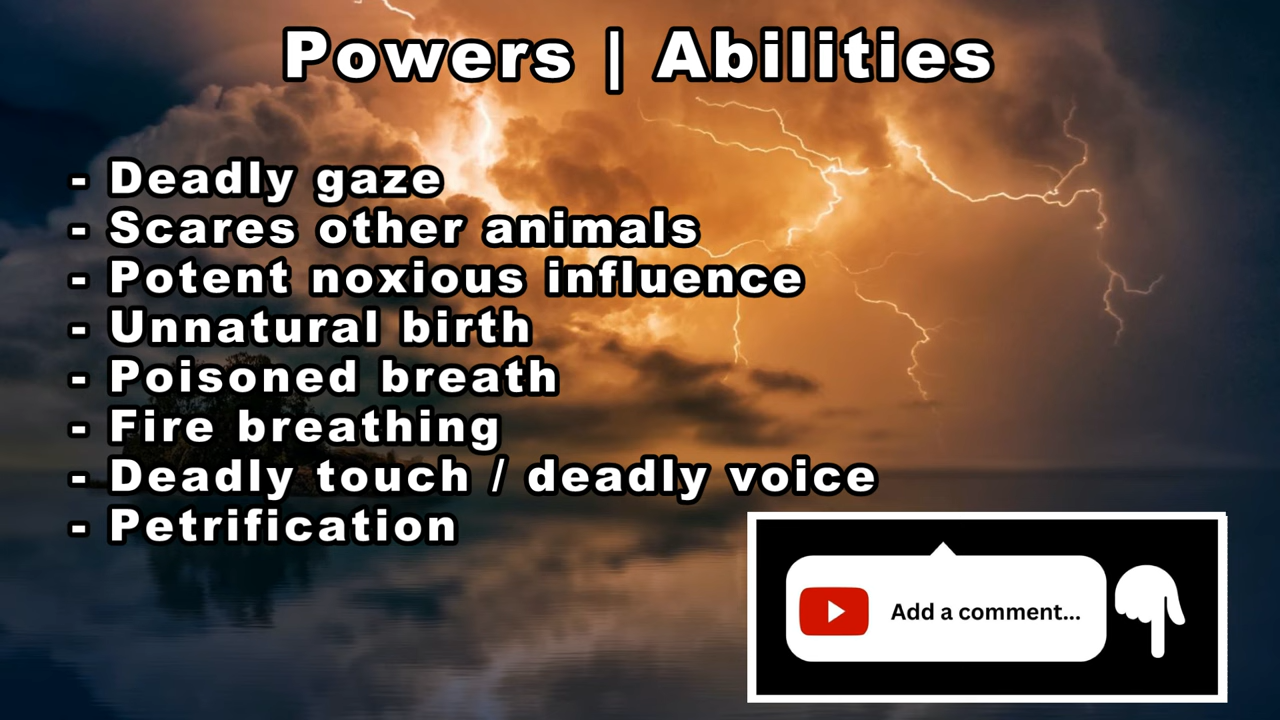 Powers | Abilities
- Deadly gaze
- Scares other animals
- Potent noxious influence
- Unnatural birth
- Poisoned breath
- Fire breathing
- Deadly touch / deadly voice
- Petrification
Add a comment...